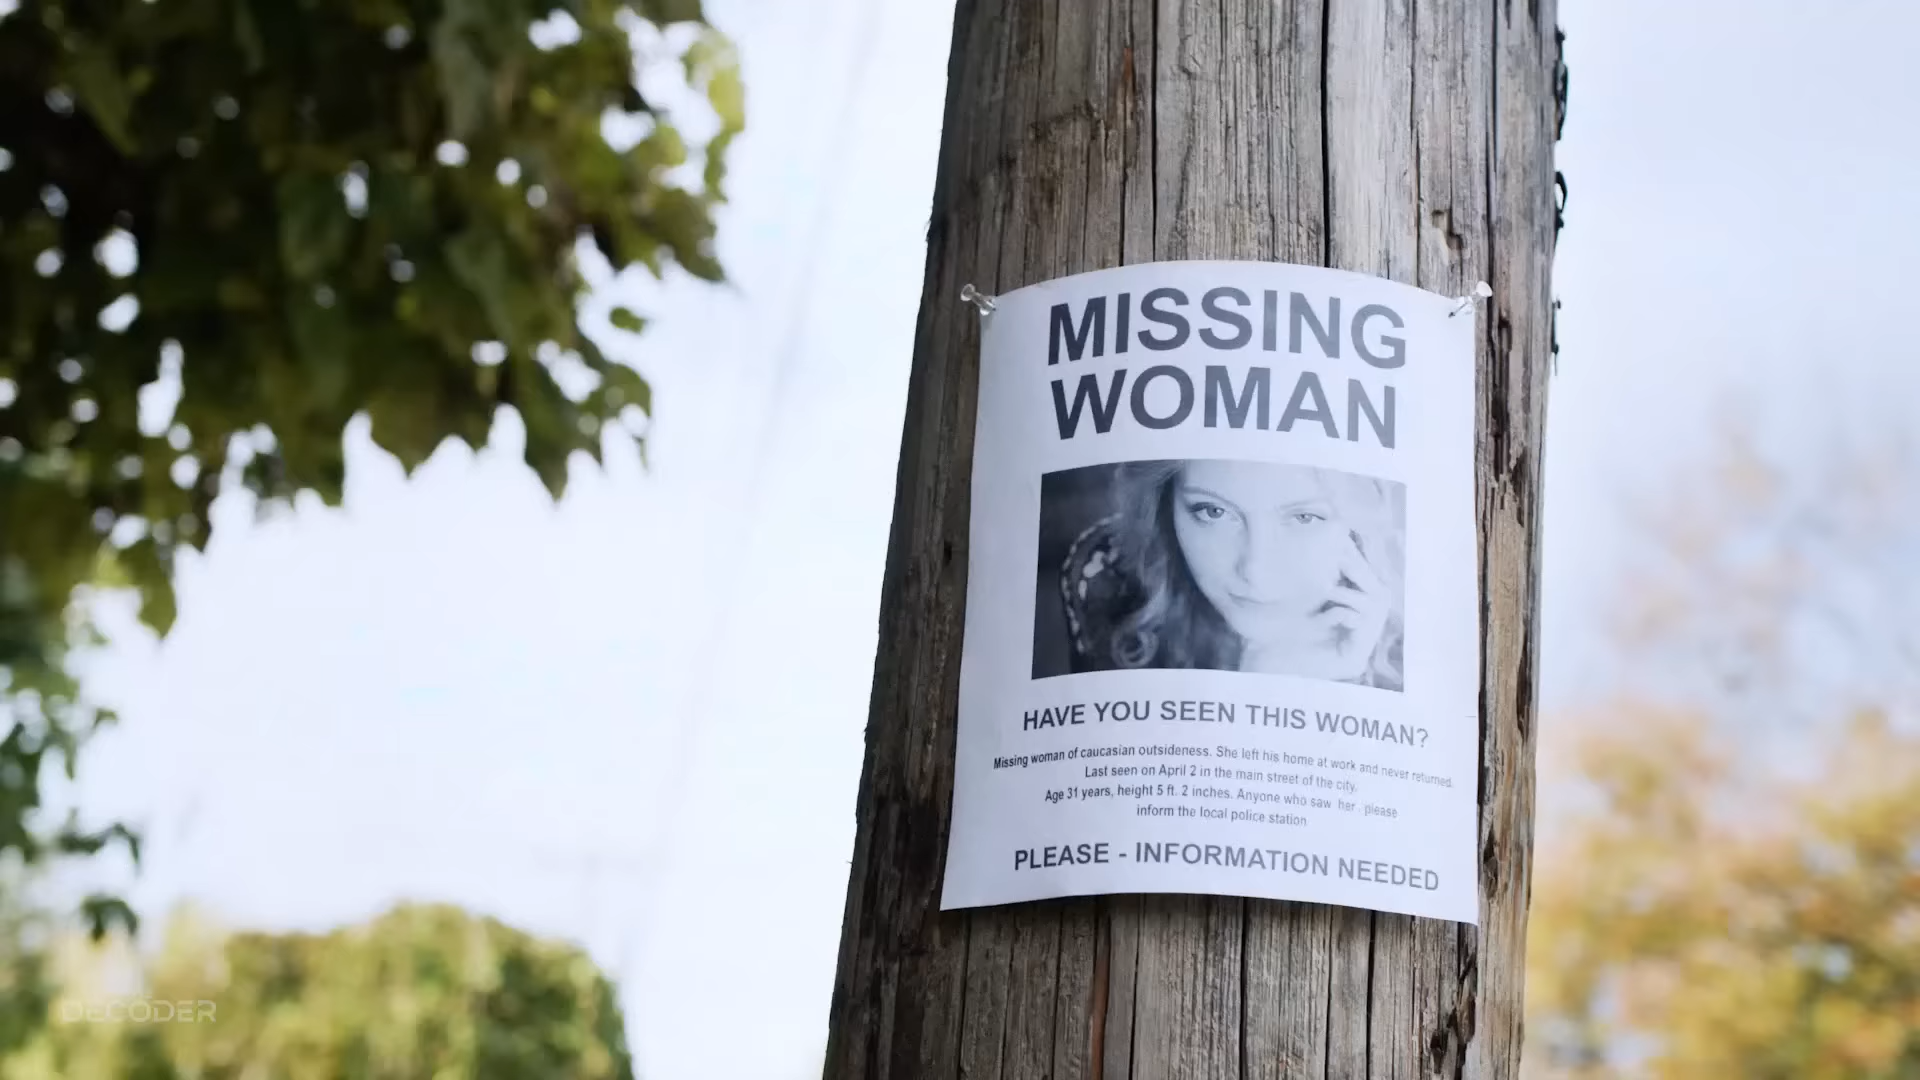 MISSING
WOMAN
HAVE YOU SEEN THIS WOMAN?
Missing woman of caucasian outsideness. She left his home at work and never returned.
Last seen on April 2 in the main street of the city.
Age 31 years, height 5 ft. 2 inches. Anyone who saw her , please
inform the local police station
PLEASE - INFORMATION NEEDED
DECODER